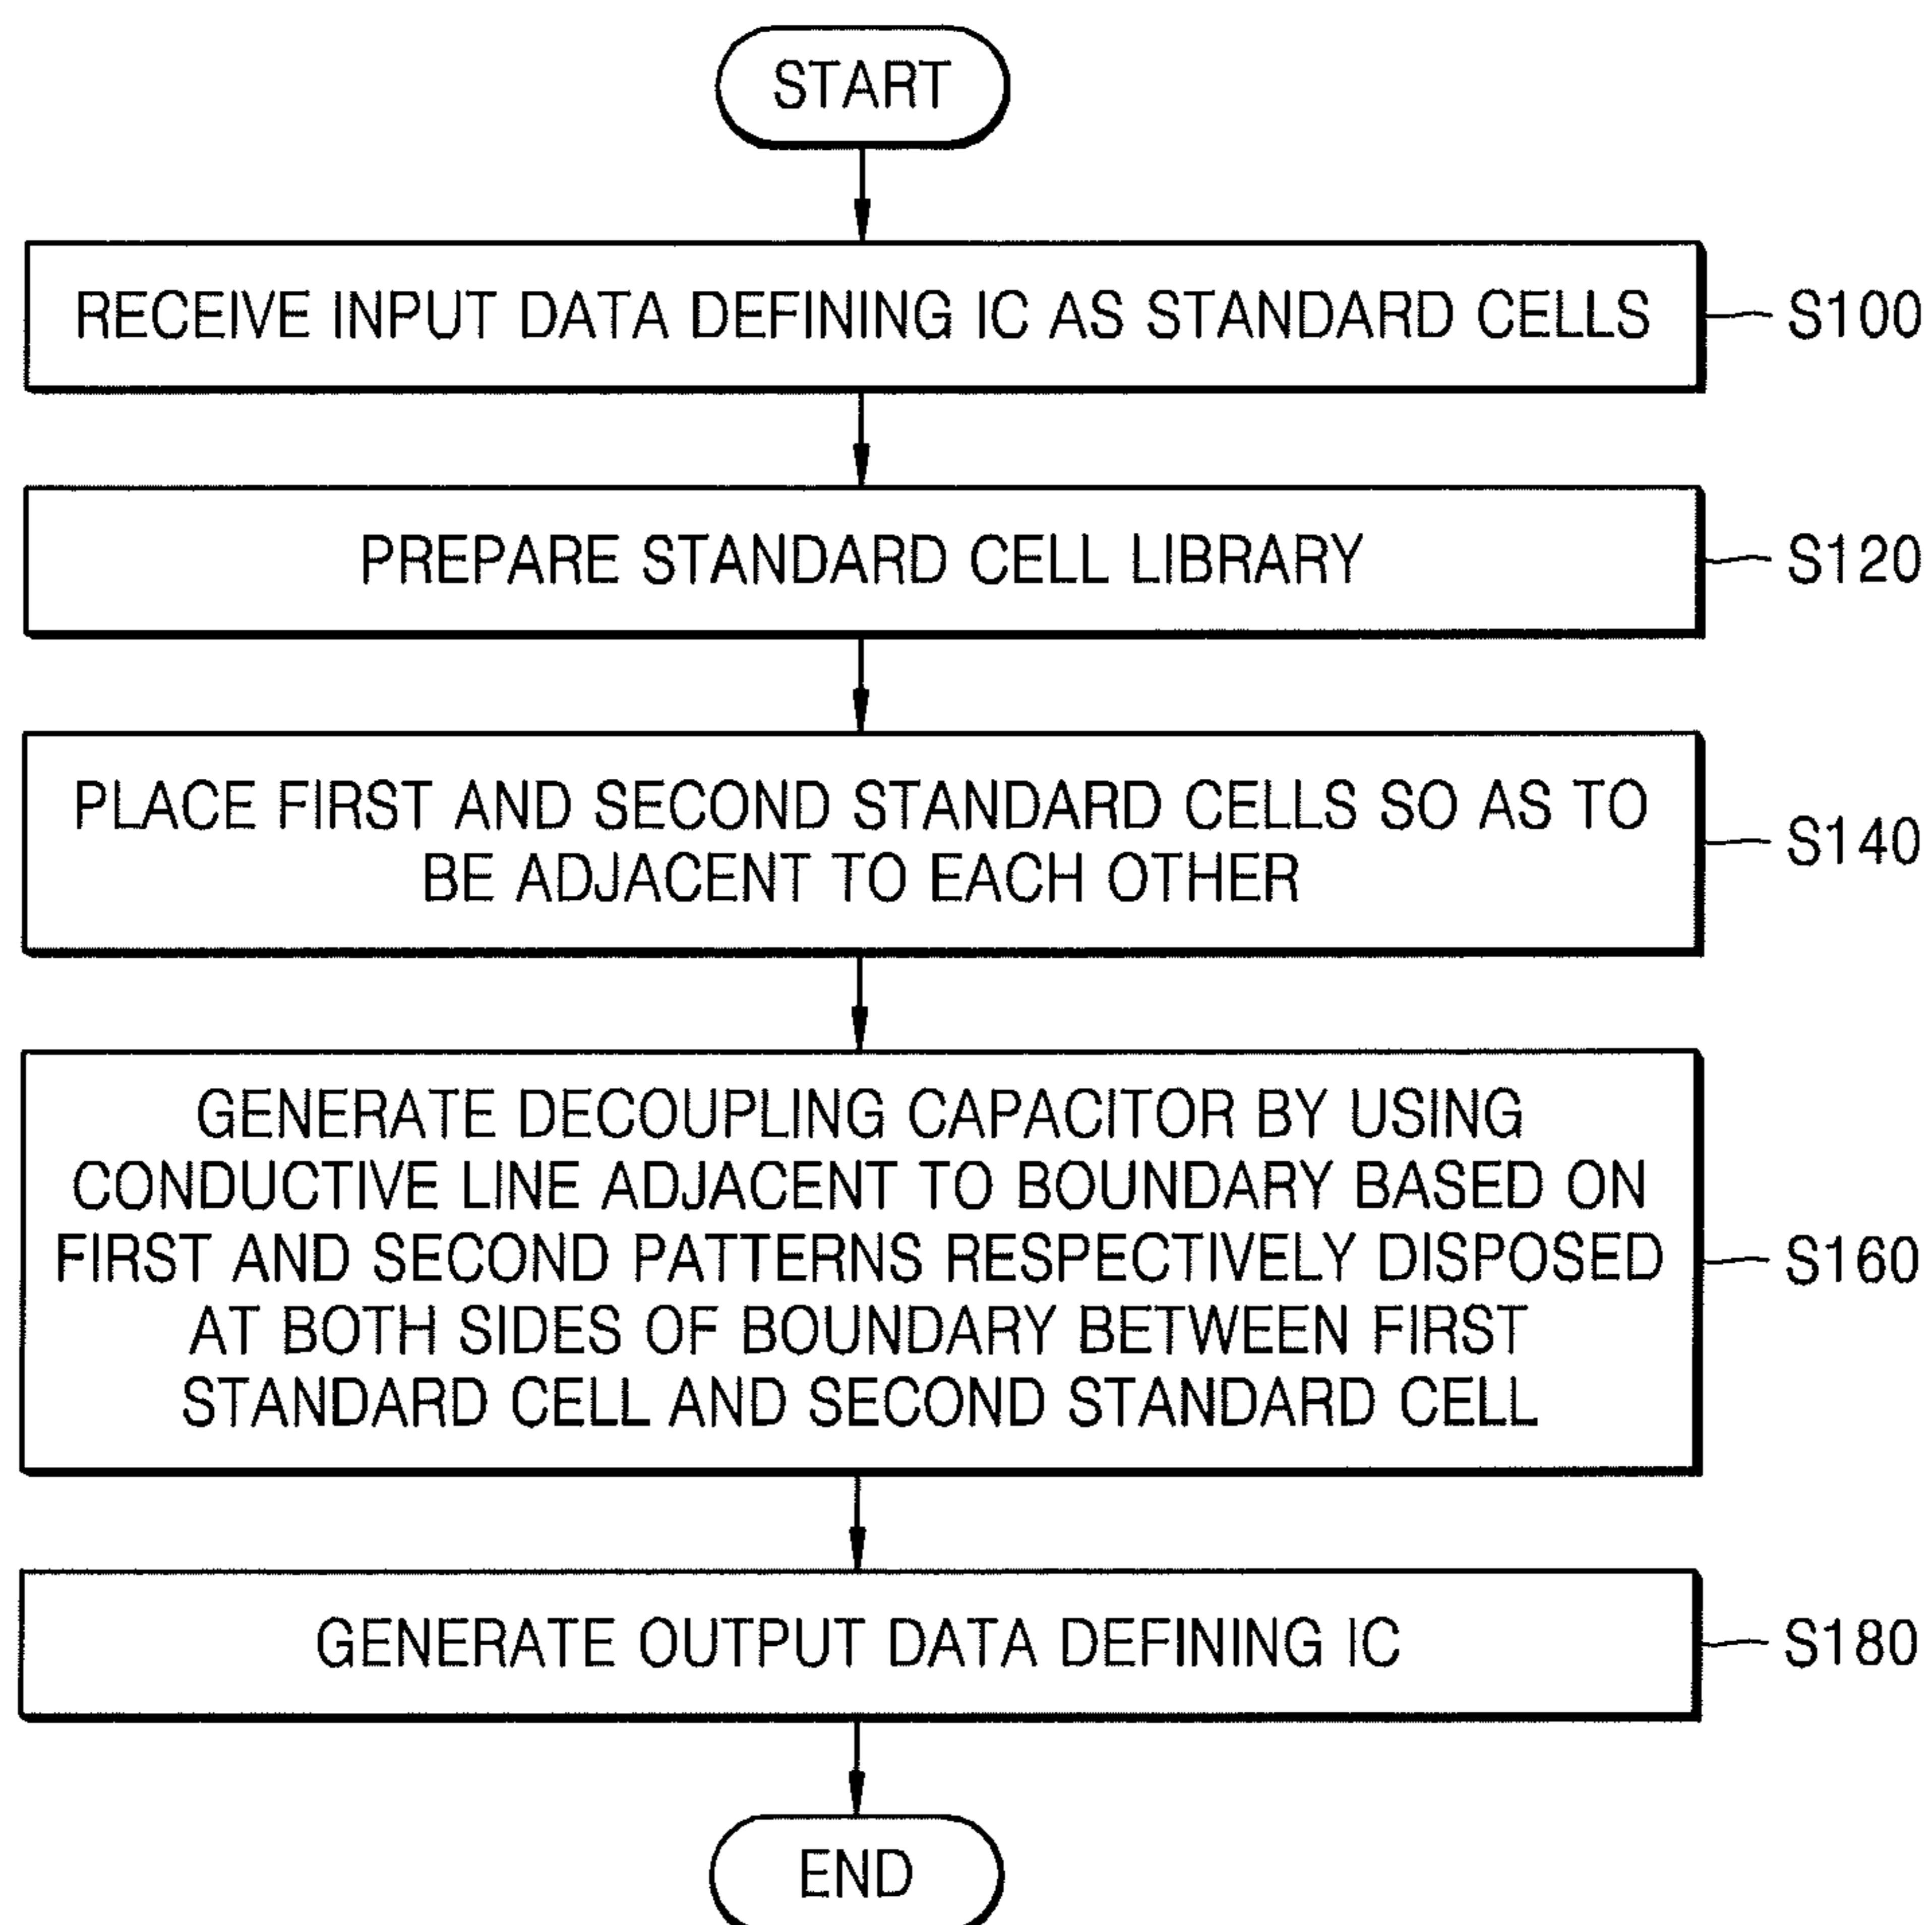 START
RECEIVE INPUT DATA DEFINING IC AS STANDARD CELLS
S100
PREPARE STANDARD CELL LIBRARY
S120
PLACE FIRST AND SECOND STANDARD CELLS SO AS TO
BE ADJACENT TO EACH OTHER
S140
GENERATE DECOUPLING CAPACITOR BY USING
CONDUCTIVE LINE ADJACENT TO BOUNDARY BASED ON
FIRST AND SECOND PATTERNS RESPECTIVELY DISPOSED
AT BOTH SIDES OF BOUNDARY BETWEEN FIRST
STANDARD CELL AND SECOND STANDARD CELL
S160
GENERATE OUTPUT DATA DEFINING IC
S180
END